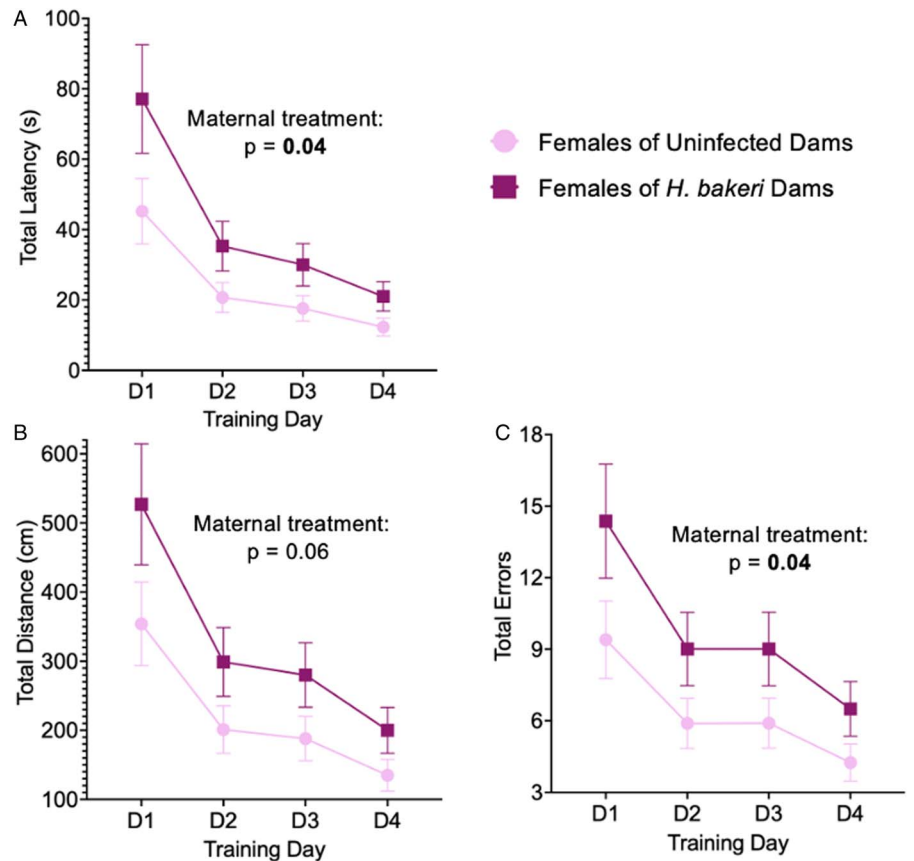 A
100
80
60
40
20
0
Total Latency (s)
Maternal treatment:
p = 0.04
D1 D2 D3 D4
Training Day
Females of Uninfected Dams
Females of H. bakeri Dams
B
600
500
400
300
200
100
Total Distance (cm)
Maternal treatment:
p = 0.06
D1 D2 D3 D4
Training Day
C
18
15
12
9
6
3
Total Errors
Maternal treatment:
p = 0.04
D1 D2 D3 D4
Training Day